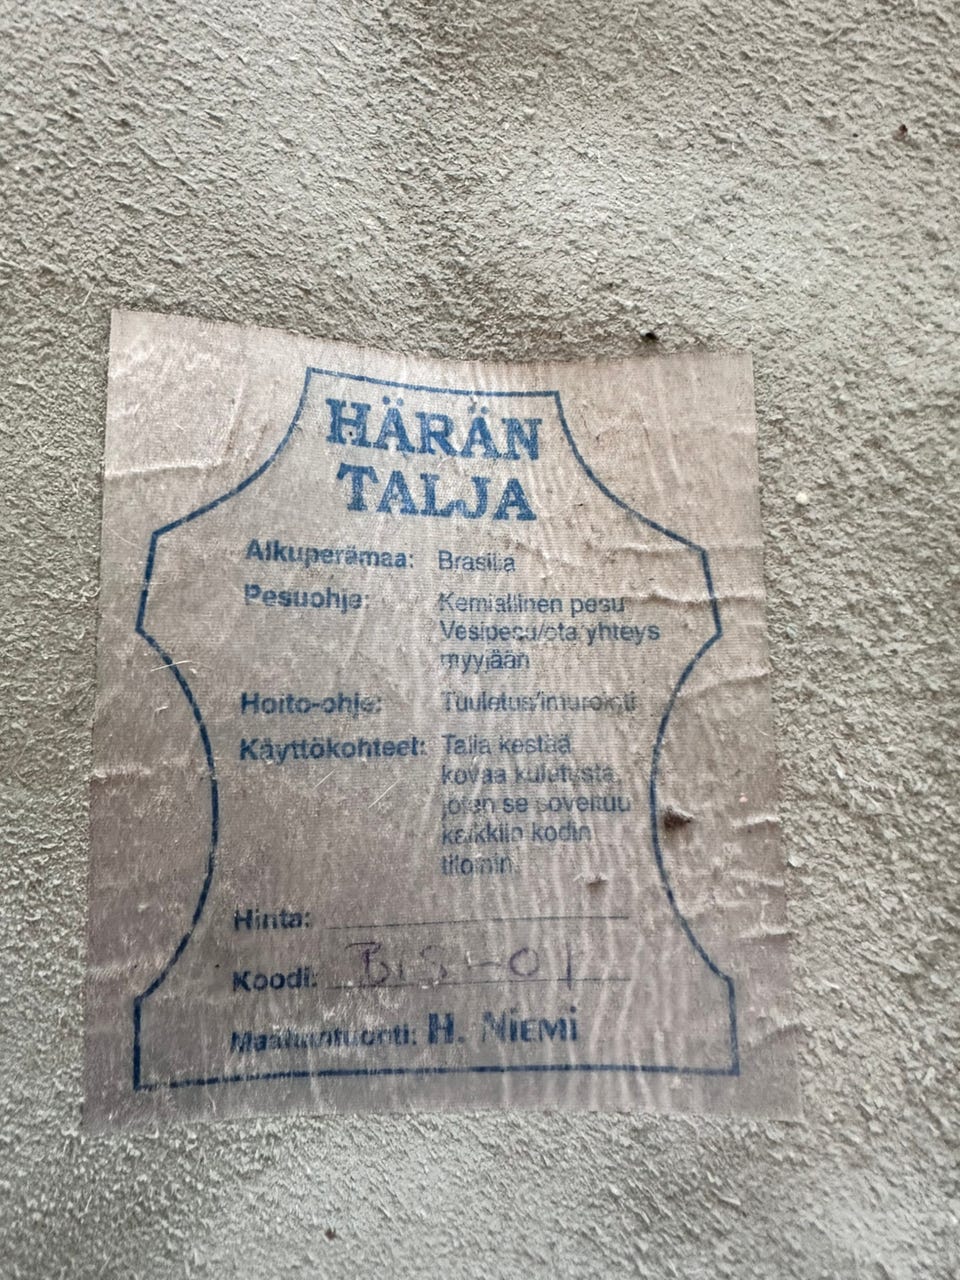 HÄRÄN
TALJA
Alkuperämaa: Brasilia
Pesuohje: Kemiallinen pesu
Vesipesu/ota yhteys
myyjään
Hoito-ohje: Tuuletus/imurointi
Käyttökohteet: Talja kestää
kovaa kulutusta,
joten se soveltuu
kaikkiin kodin
tiloihin.
Hinta:
Koodi: BIS-01
Maahantuonti: H. NIEMI